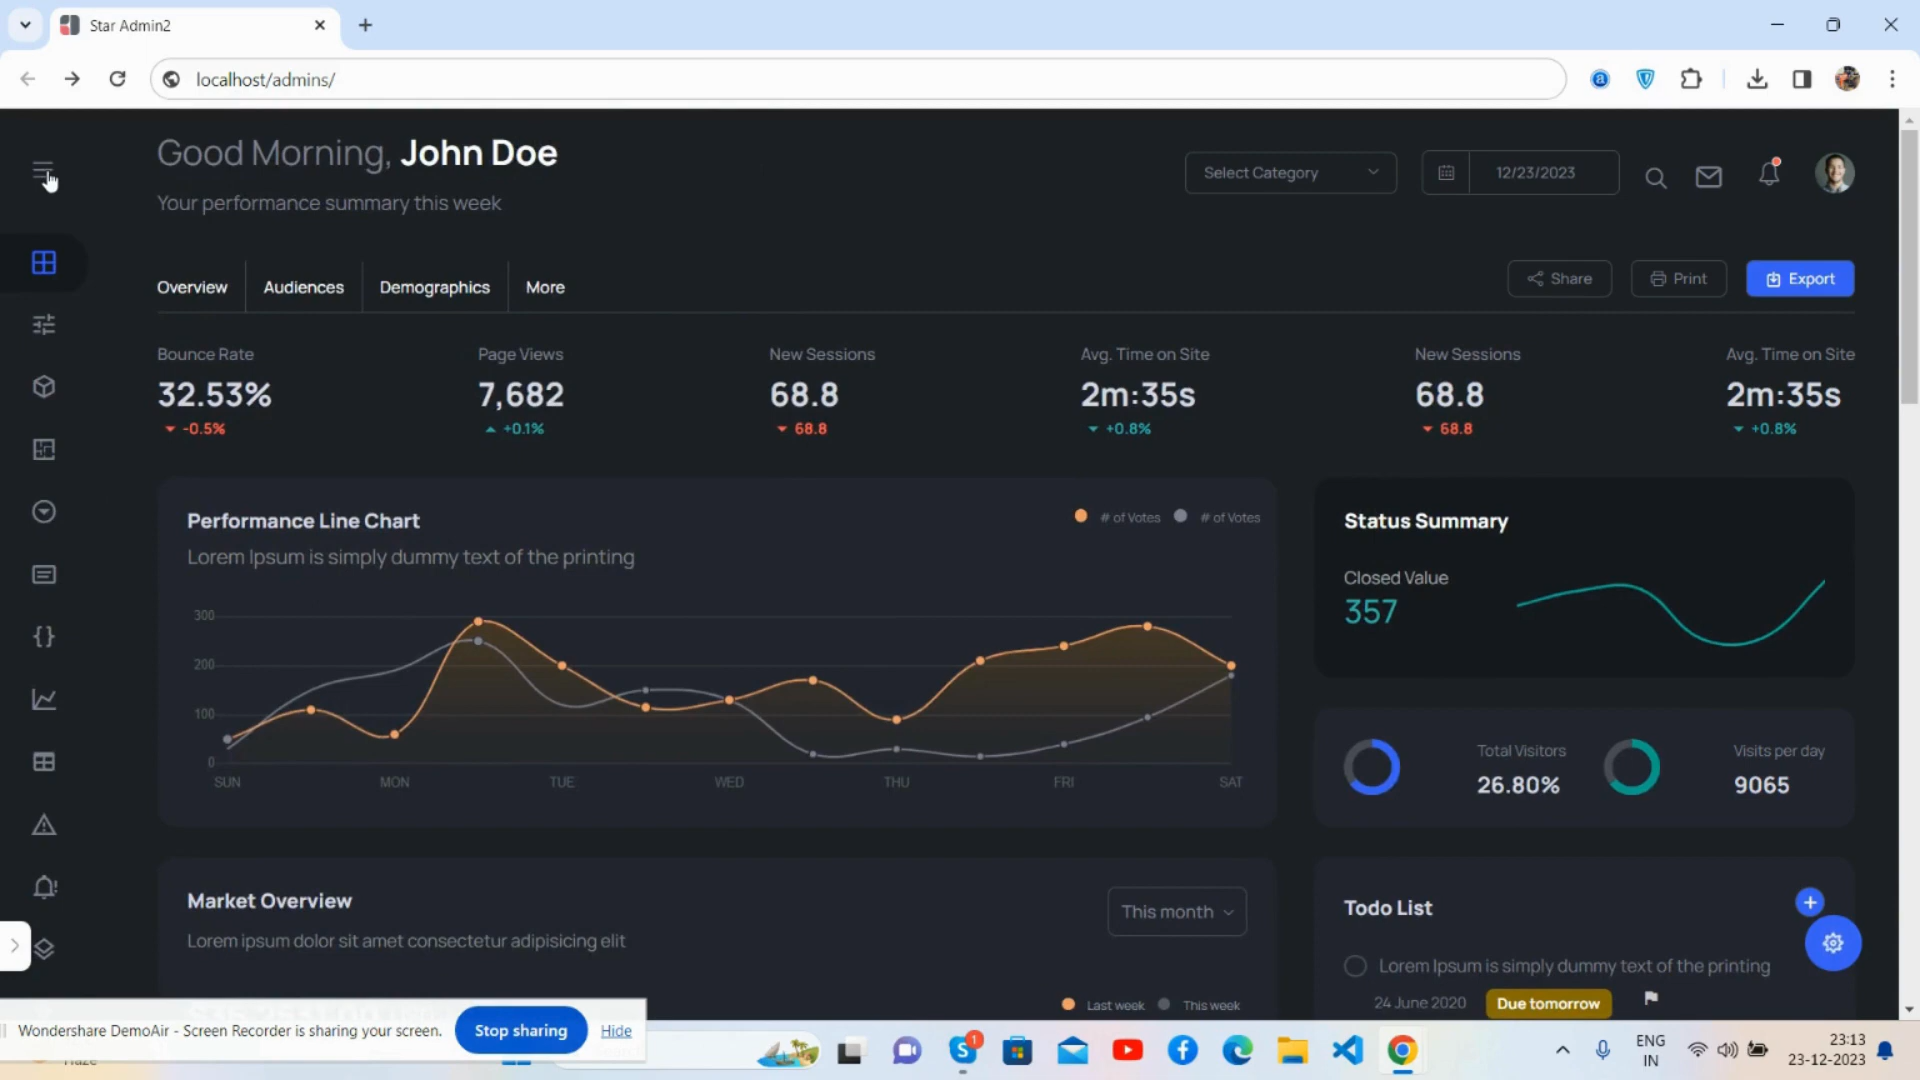 Star Admin2
localhost/admins/
Good Morning, John Doe
Your performance summary this week
Select Category
12/23/2023
Overview
Audiences
Demographics
More
Share
Print
Export
Bounce Rate
32.53%
-0.5%
Page Views
7,682
+0.1%
New Sessions
68.8
68.8
Avg. Time on Site
2m:35s
+0.8%
New Sessions
68.8
68.8
Avg. Time on Site
2m:35s
+0.8%
Performance Line Chart
Lorem Ipsum is simply dummy text of the printing
# of Votes
# of Votes
300
200
100
0
SUN
MON
TUE
WED
THU
FRI
SAT
Status Summary
Closed Value
357
Total Visitors
26.80%
Visits per day
9065
Market Overview
Lorem ipsum dolor sit amet consectetur adipisicing elit
This month
Last week
This week
Todo List
Lorem Ipsum is simply dummy text of the printing
24 June 2020
Due tomorrow
Wondershare DemoAir - Screen Recorder is sharing your screen.
Stop sharing
Hide
Haze
1
ENG
IN
23:13
23-12-2023